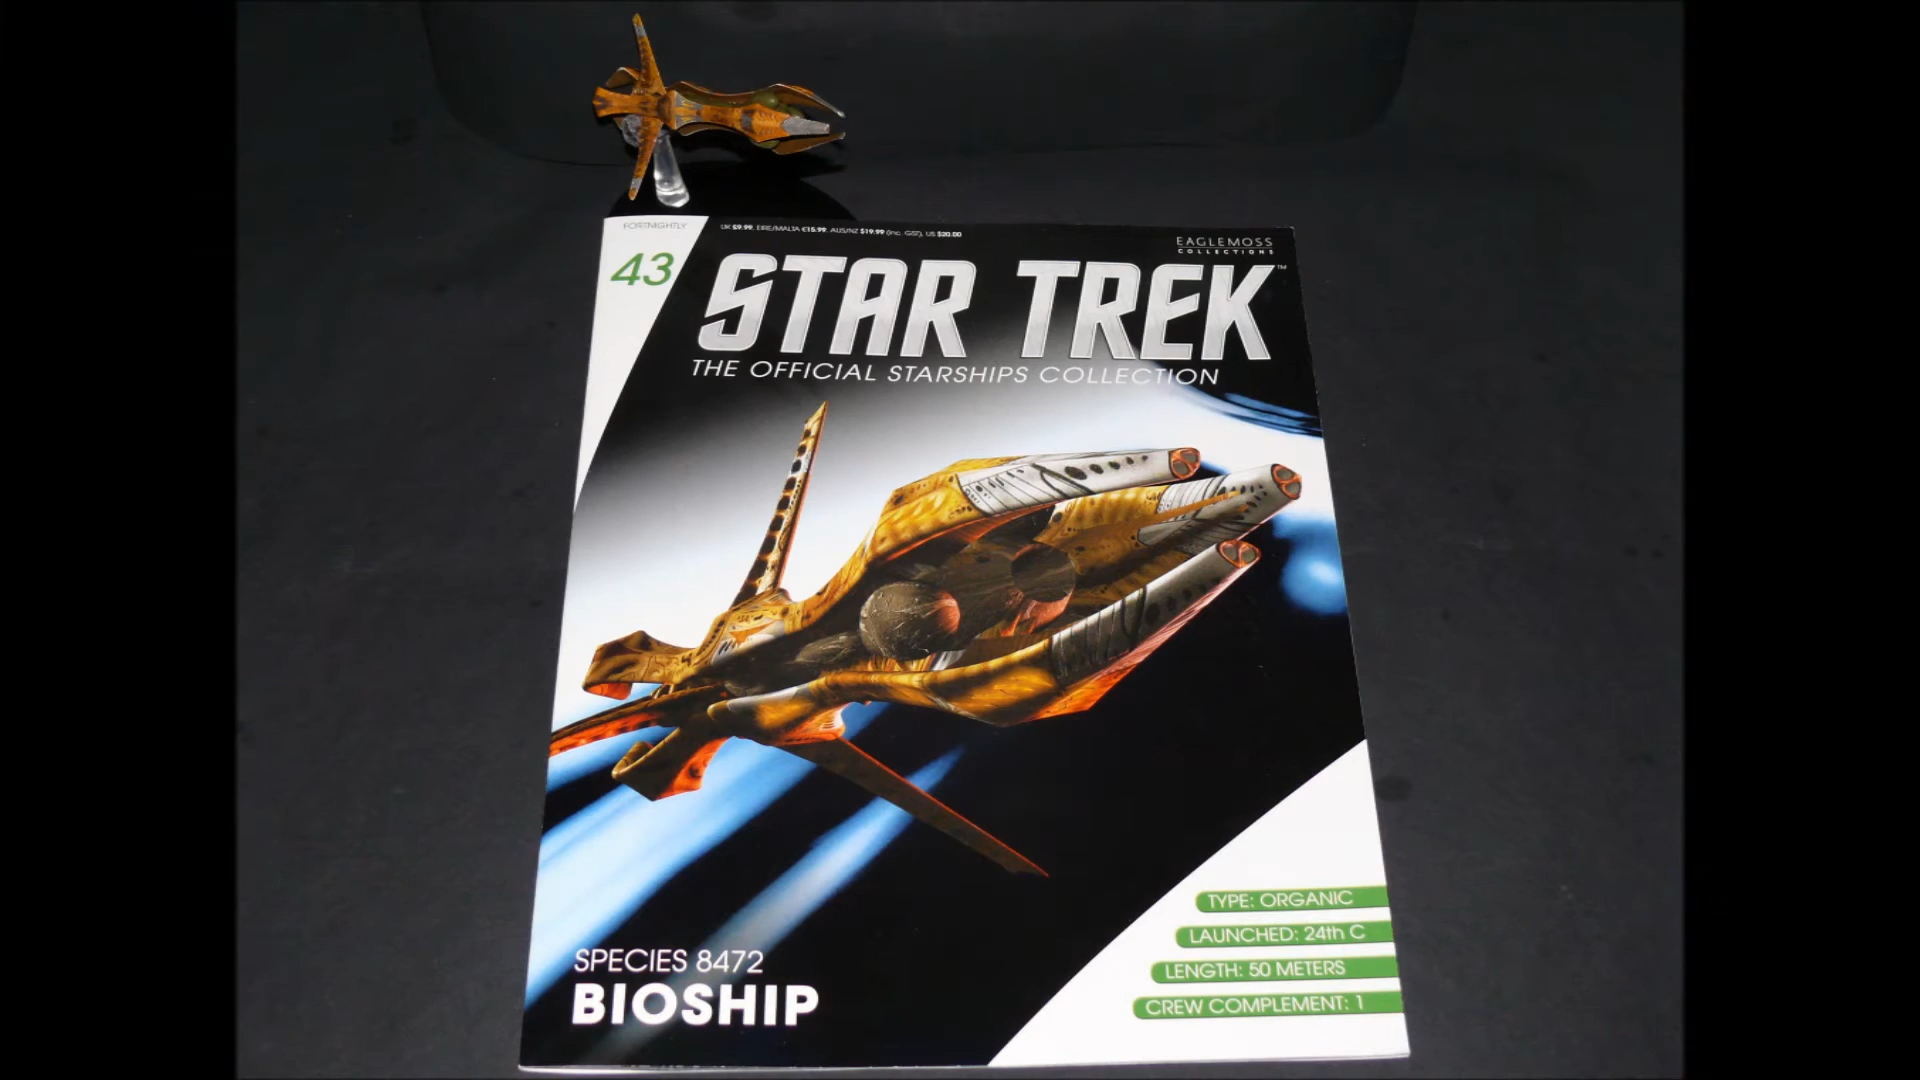 FORTNIGHTLY
43
UK £9.99, EIRE/MALTA €15.99, AUS/NZ $19.99 (inc. GST), US $20.00
EAGLEMOSS
COLLECTIONS
STAR TREK™
THE OFFICIAL STARSHIPS COLLECTION
SPECIES 8472
BIOSHIP
TYPE: ORGANIC
LAUNCHED: 24th C
LENGTH: 50 METERS
CREW COMPLEMENT: 1